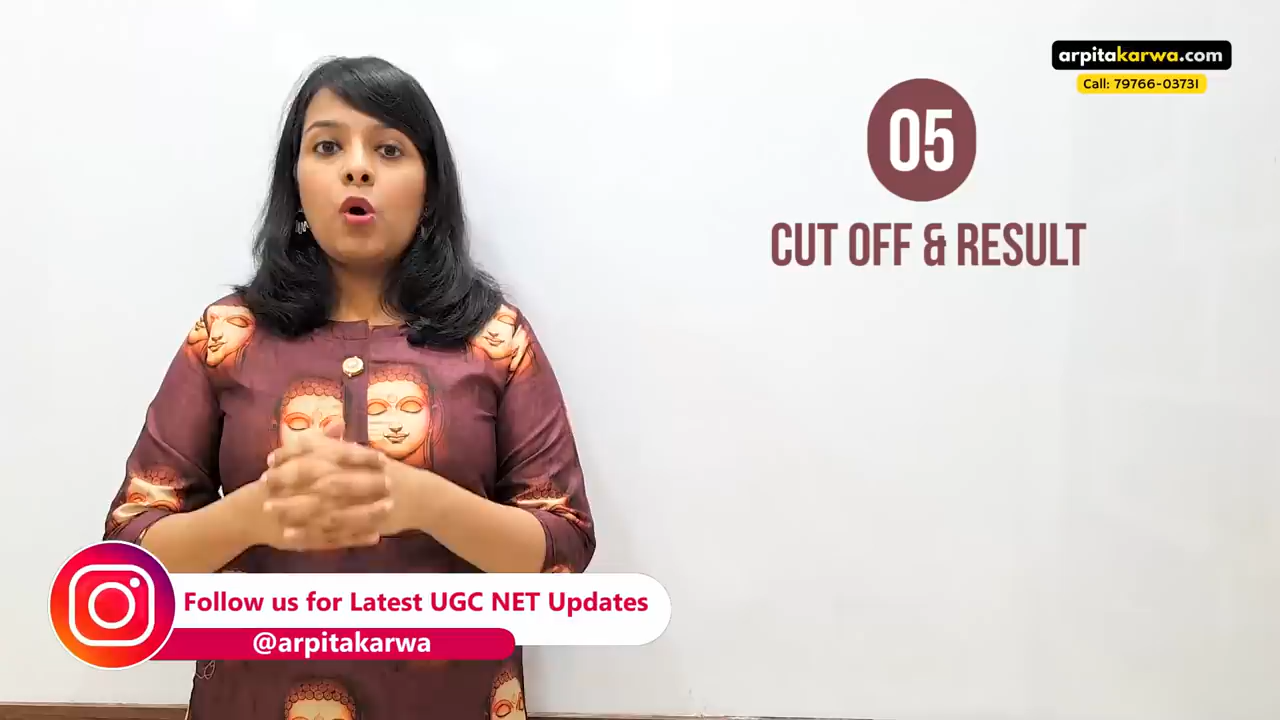 arpitakarwa.com
Call: 79766-03731
05
CUT OFF & RESULT
Follow us for Latest UGC NET Updates
@arpitakarwa